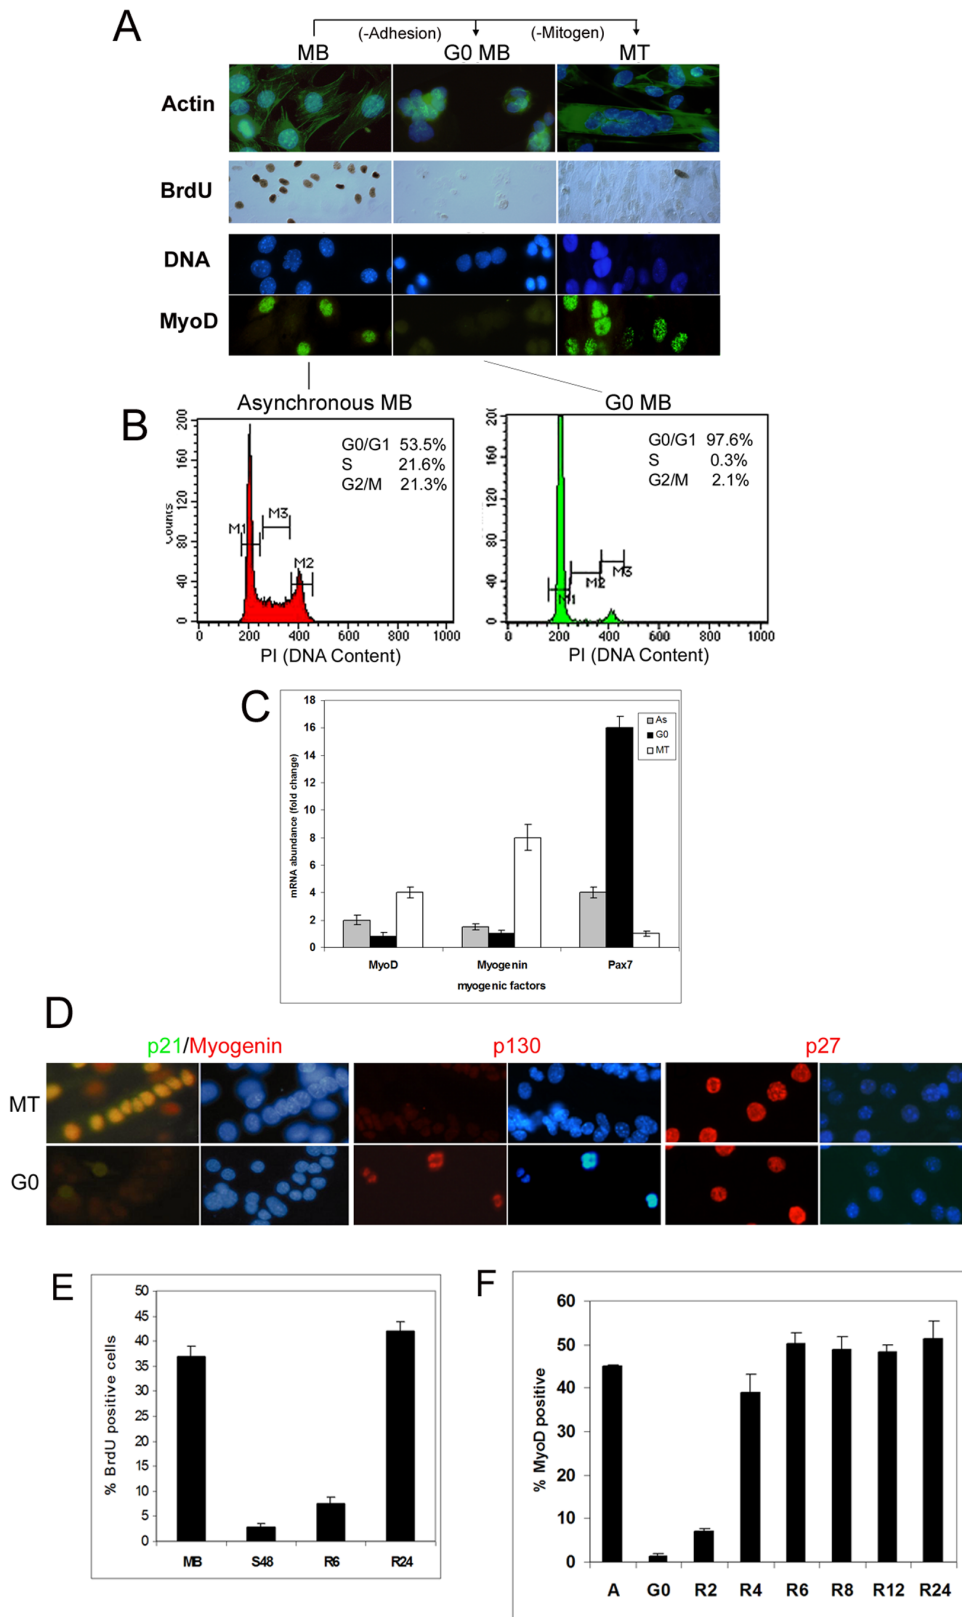 A
(-Adhesion) (-Mitogen)
MB G0 MB MT
Actin
BrdU
DNA
MyoD
B
Asynchronous MB
G0/G1 53.5%
S 21.6%
G2/M 21.3%
M1
M3
M2
Counts
200
160
120
80
40
0
0 200 400 600 800 1000
PI (DNA Content)
G0 MB
G0/G1 97.6%
S 0.3%
G2/M 2.1%
M1
M2
M3
200
160
120
80
40
0
0 200 400 600 800 1000
PI (DNA Content)
C
mRNA abundance (fold change)
18
16
14
12
10
8
6
4
2
0
As
G0
MT
MyoD Myogenin Pax7
myogenic factors
D
p21/Myogenin p130 p27
MT
G0
E
% BrdU positive cells
50
45
40
35
30
25
20
15
10
5
0
MB S48 R6 R24
F
% MyoD positive
60
50
40
30
20
10
0
A G0 R2 R4 R6 R8 R12 R24